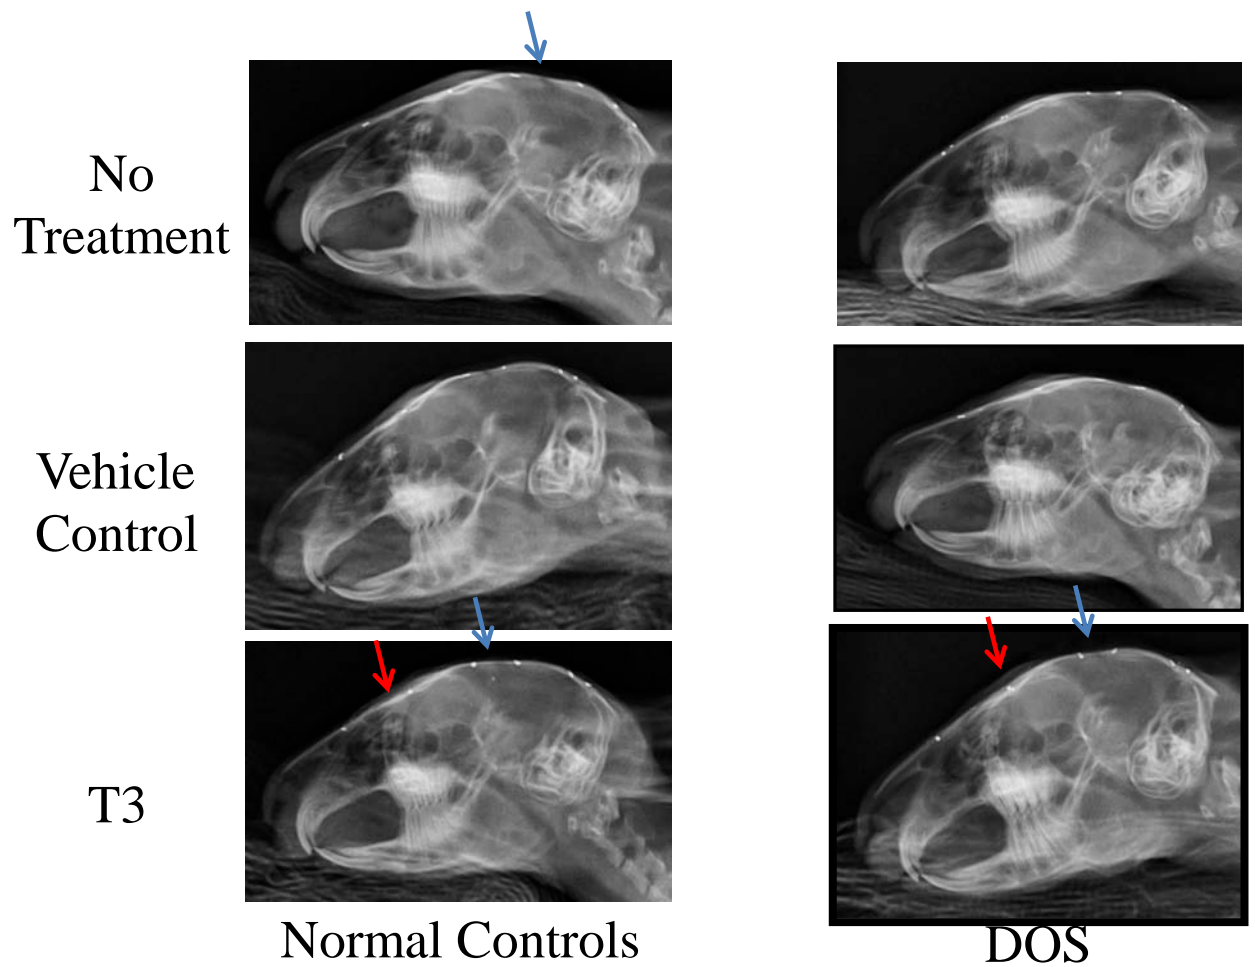 No
Treatment
Vehicle
Control
T3
Normal Controls
DOS